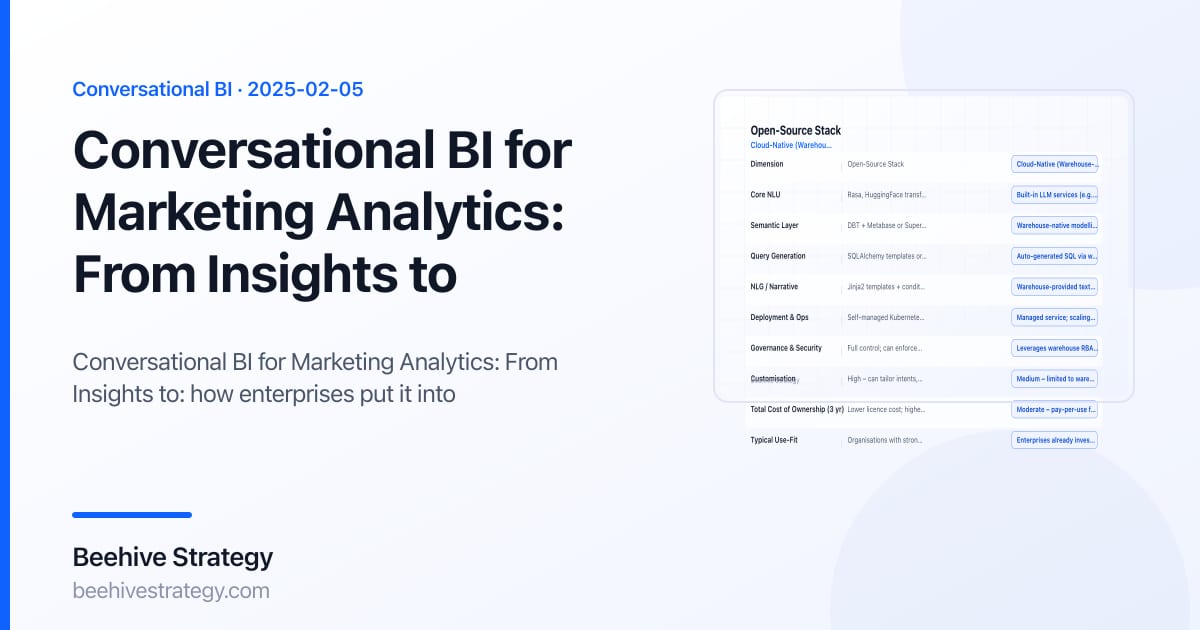 Conversational BI · 2025-02-05
Conversational BI for
Marketing Analytics:
From Insights to
Conversational BI for Marketing Analytics: From
Insights to: how enterprises put it into
Beehive Strategy
beehivestrategy.com
Open-Source Stack
Cloud-Native (Warehou...
Dimension Open-Source Stack Cloud-Native (Warehouse-...
Core NLU Rasa, HuggingFace transf... Built-in LLM services (e.g....
Semantic Layer DBT + Metabase or Super... Warehouse-native modelli...
Query Generation SQLAlchemy templates or... Auto-generated SQL via w...
NLG / Narrative Jinja2 templates + condit... Warehouse-provided text...
Deployment & Ops Self-managed Kubernete... Managed service; scaling...
Governance & Security Full control; can enforce... Leverages warehouse RBA...
Customisation High – can tailor intents,... Medium – limited to ware...
Total Cost of Ownership (3 yr) Lower licence cost; highe... Moderate – pay-per-use f...
Typical Use-Fit Organisations with stron... Enterprises already inves...